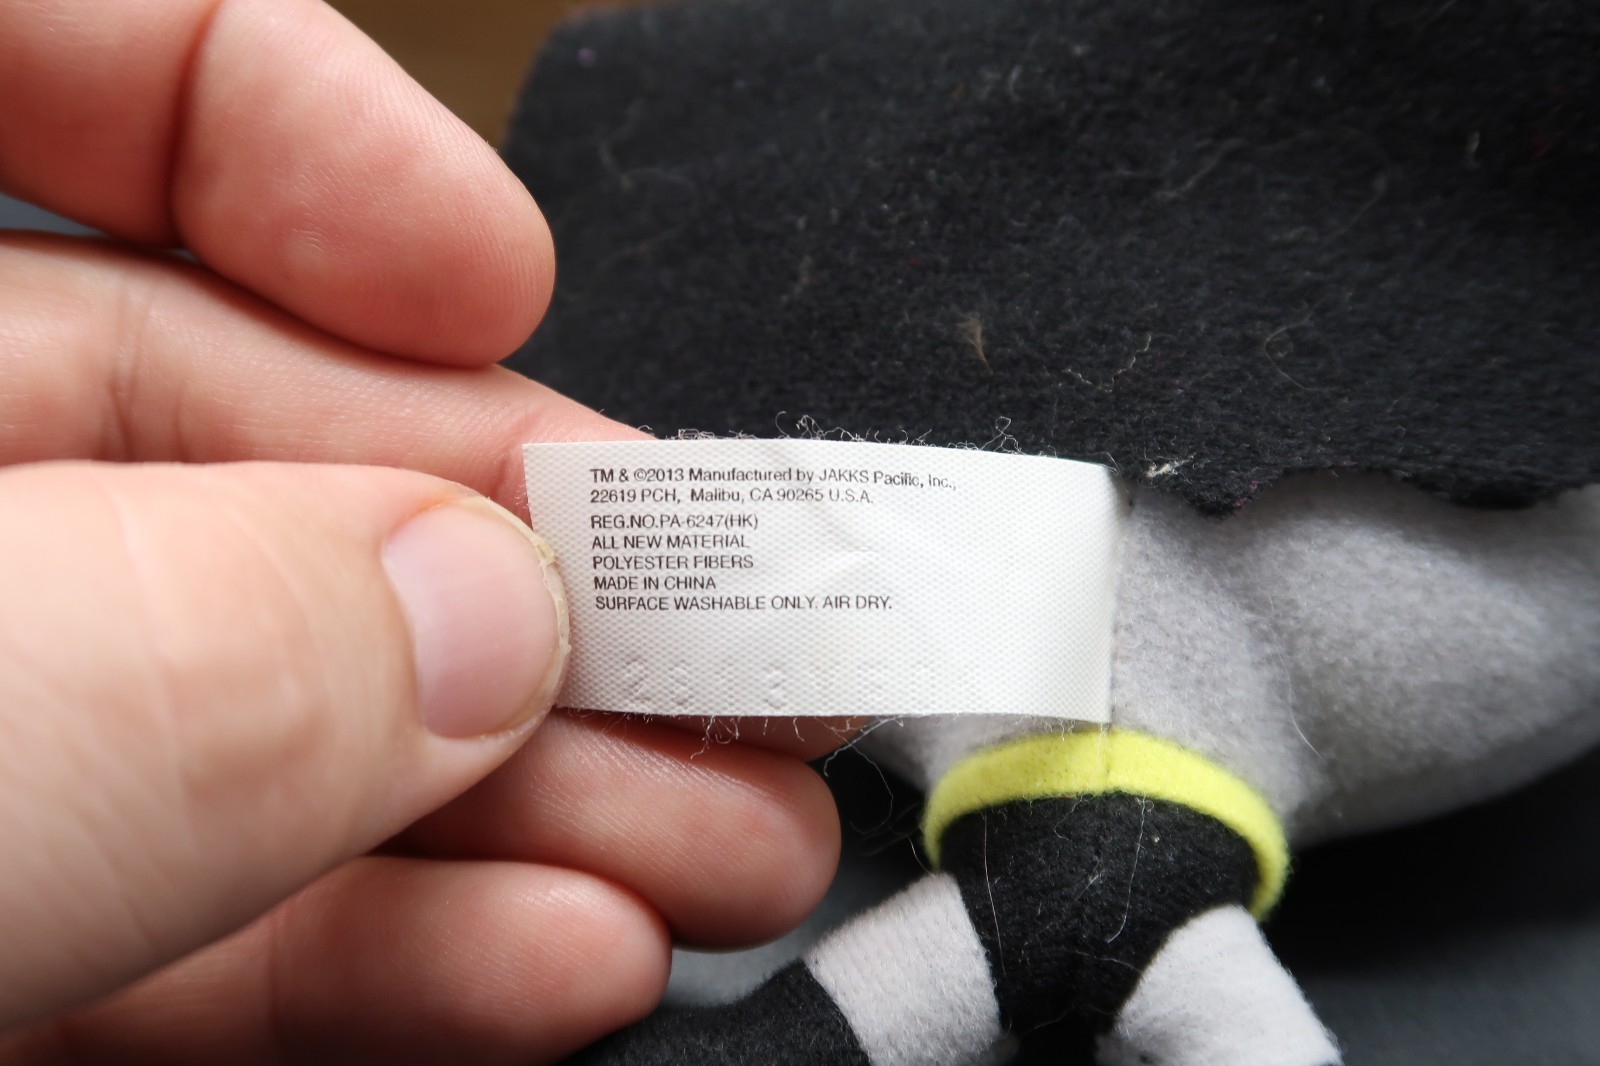 TM & ©2013 Manufactured by JAKKS Pacific, Inc.,
22619 PCH, Malibu, CA 90265 U.S.A.
REG.NO.PA-6247(HK)
ALL NEW MATERIAL
POLYESTER FIBERS
MADE IN CHINA
SURFACE WASHABLE ONLY. AIR DRY.